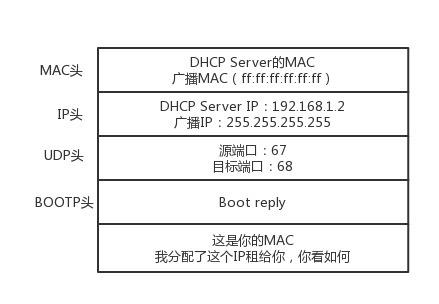 MAC头
DHCP Server的MAC
广播MAC（ff:ff:ff:ff:ff:ff）
IP头
DHCP Server IP：192.168.1.2
广播IP：255.255.255.255
UDP头
源端口：67
目标端口：68
BOOTP头
Boot reply
这是你的MAC
我分配了这个IP租给你，你看如何